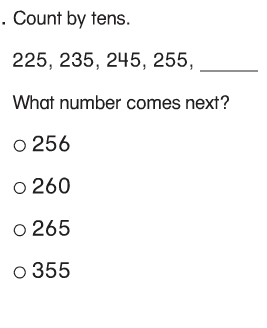 . Count by tens.
225, 235, 245, 255, ______
What number comes next?
○ 256
○ 260
○ 265
○ 355